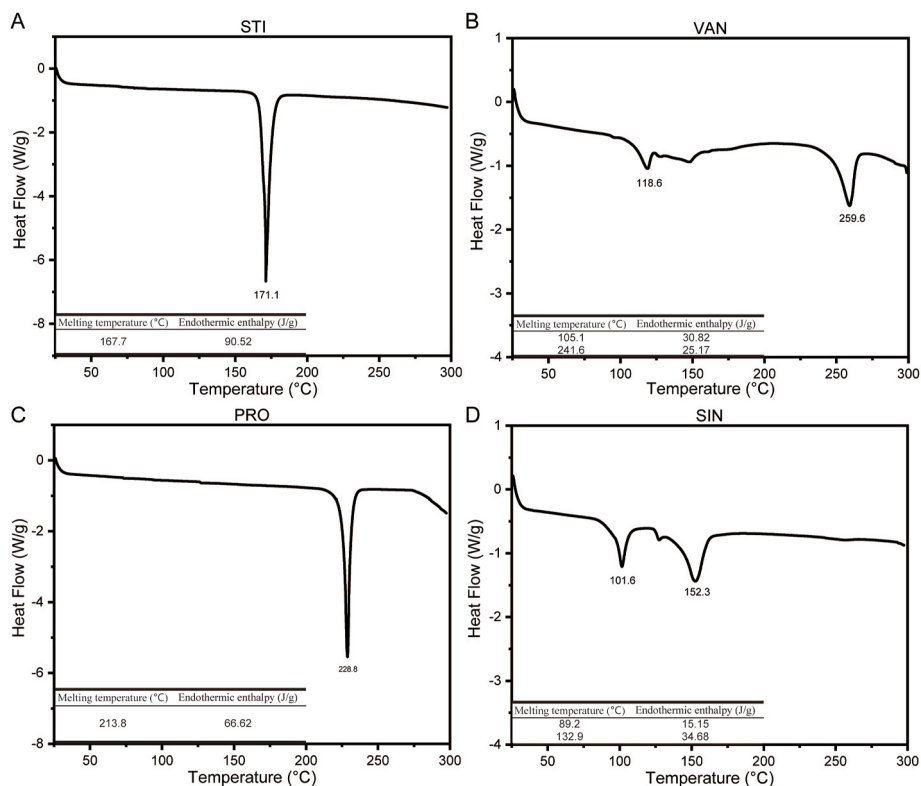 A
STI
Heat Flow (W/g)
0
-2
-4
-6
-8
171.1
Melting temperature (°C) Endothermic enthalpy (J/g)
167.7 90.52
50 100 150 200 250 300
Temperature (°C)
B
VAN
Heat Flow (W/g)
1
0
-1
-2
-3
-4
118.6
259.6
Melting temperature (°C) Endothermic enthalpy (J/g)
105.1 30.82
241.6 25.17
50 100 150 200 250 300
Temperature (°C)
C
PRO
Heat Flow (W/g)
0
-2
-4
-6
-8
228.8
Melting temperature (°C) Endothermic enthalpy (J/g)
213.8 66.62
50 100 150 200 250 300
Temperature (°C)
D
SIN
Heat Flow (W/g)
1
0
-1
-2
-3
-4
101.6
152.3
Melting temperature (°C) Endothermic enthalpy (J/g)
89.2 15.15
132.9 34.68
50 100 150 200 250 300
Temperature (°C)